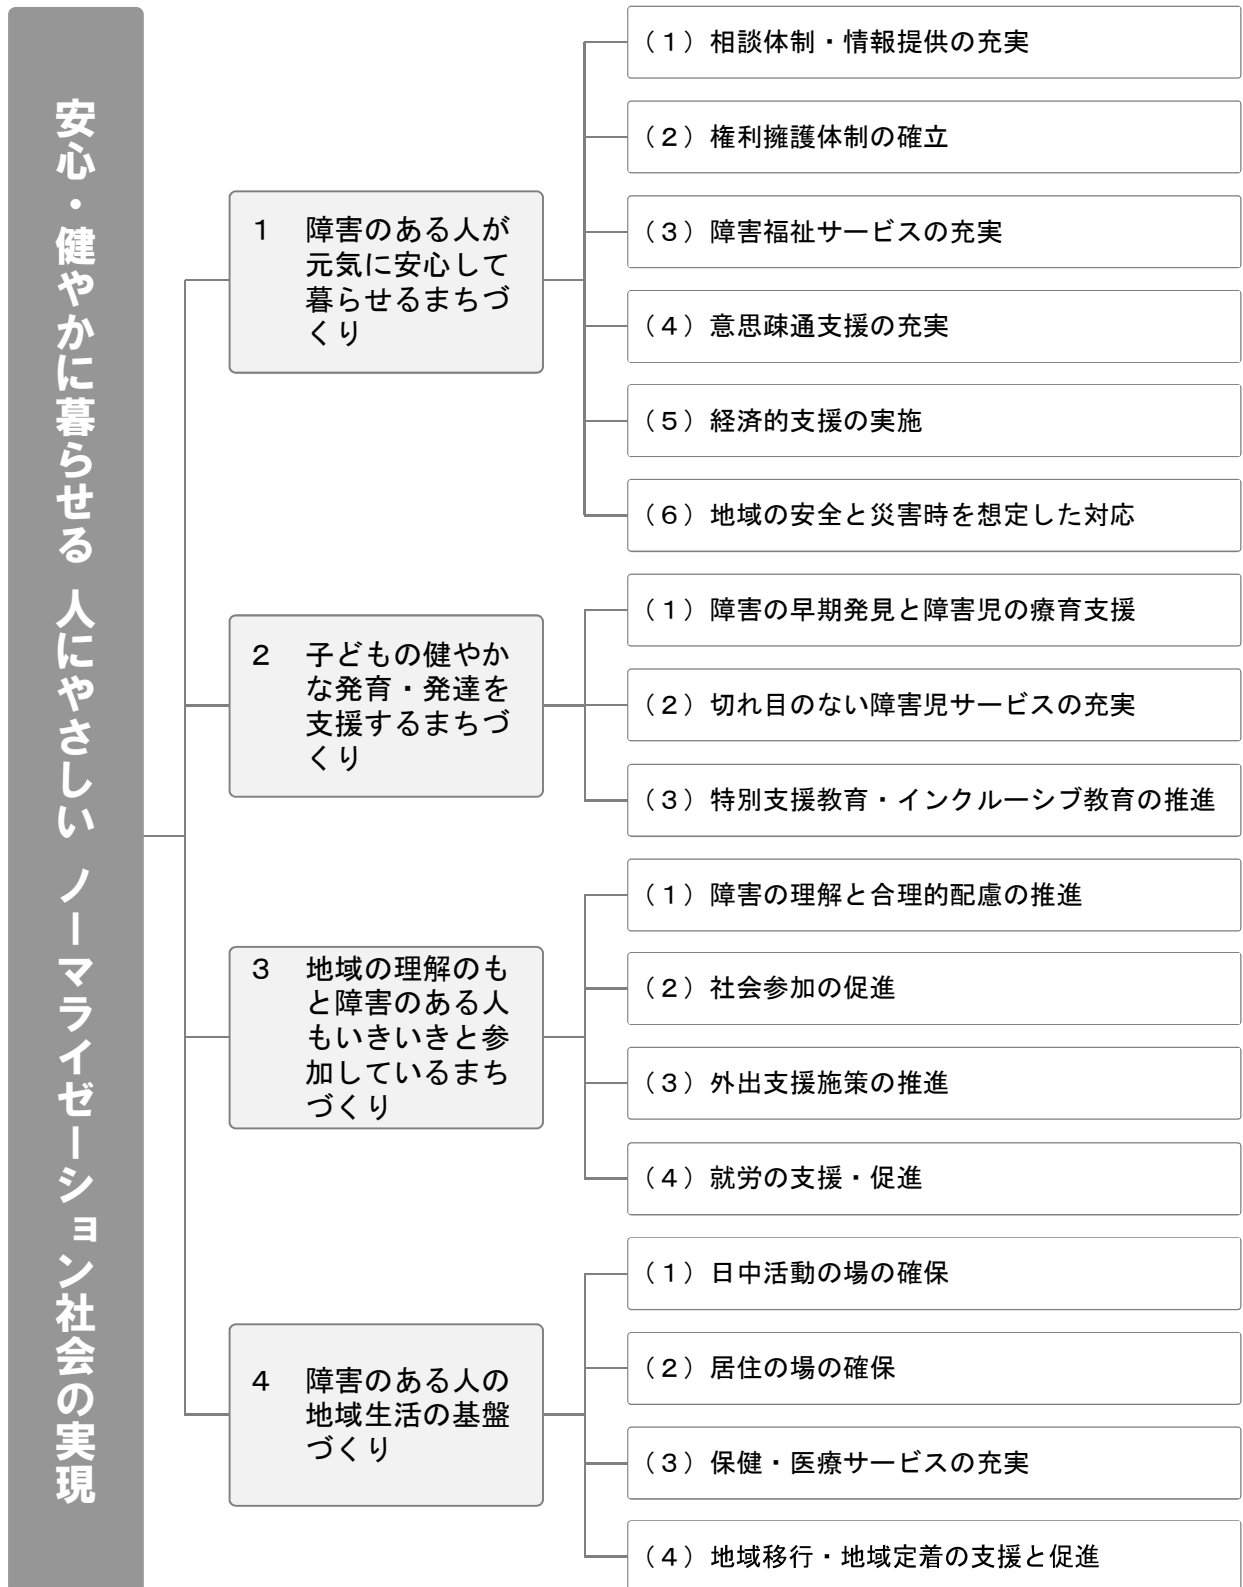 安心・健やかに暮らせる 人にやさしい ノーマライゼーション社会の実現
1 障害のある人が
元気に安心して
暮らせるまちづ
くり
(1)相談体制・情報提供の充実
(2)権利擁護体制の確立
(3)障害福祉サービスの充実
(4)意思疎通支援の充実
(5)経済的支援の実施
(6)地域の安全と災害時を想定した対応
2 子どもの健やか
な発育・発達を
支援するまちづ
くり
(1)障害の早期発見と障害児の療育支援
(2)切れ目のない障害児サービスの充実
(3)特別支援教育・インクルーシブ教育の推進
3 地域の理解のも
と障害のある人
もいきいきと参
加しているまち
づくり
(1)障害の理解と合理的配慮の推進
(2)社会参加の促進
(3)外出支援施策の推進
(4)就労の支援・促進
4 障害のある人の
地域生活の基盤
づくり
(1)日中活動の場の確保
(2)居住の場の確保
(3)保健・医療サービスの充実
(4)地域移行・地域定着の支援と促進